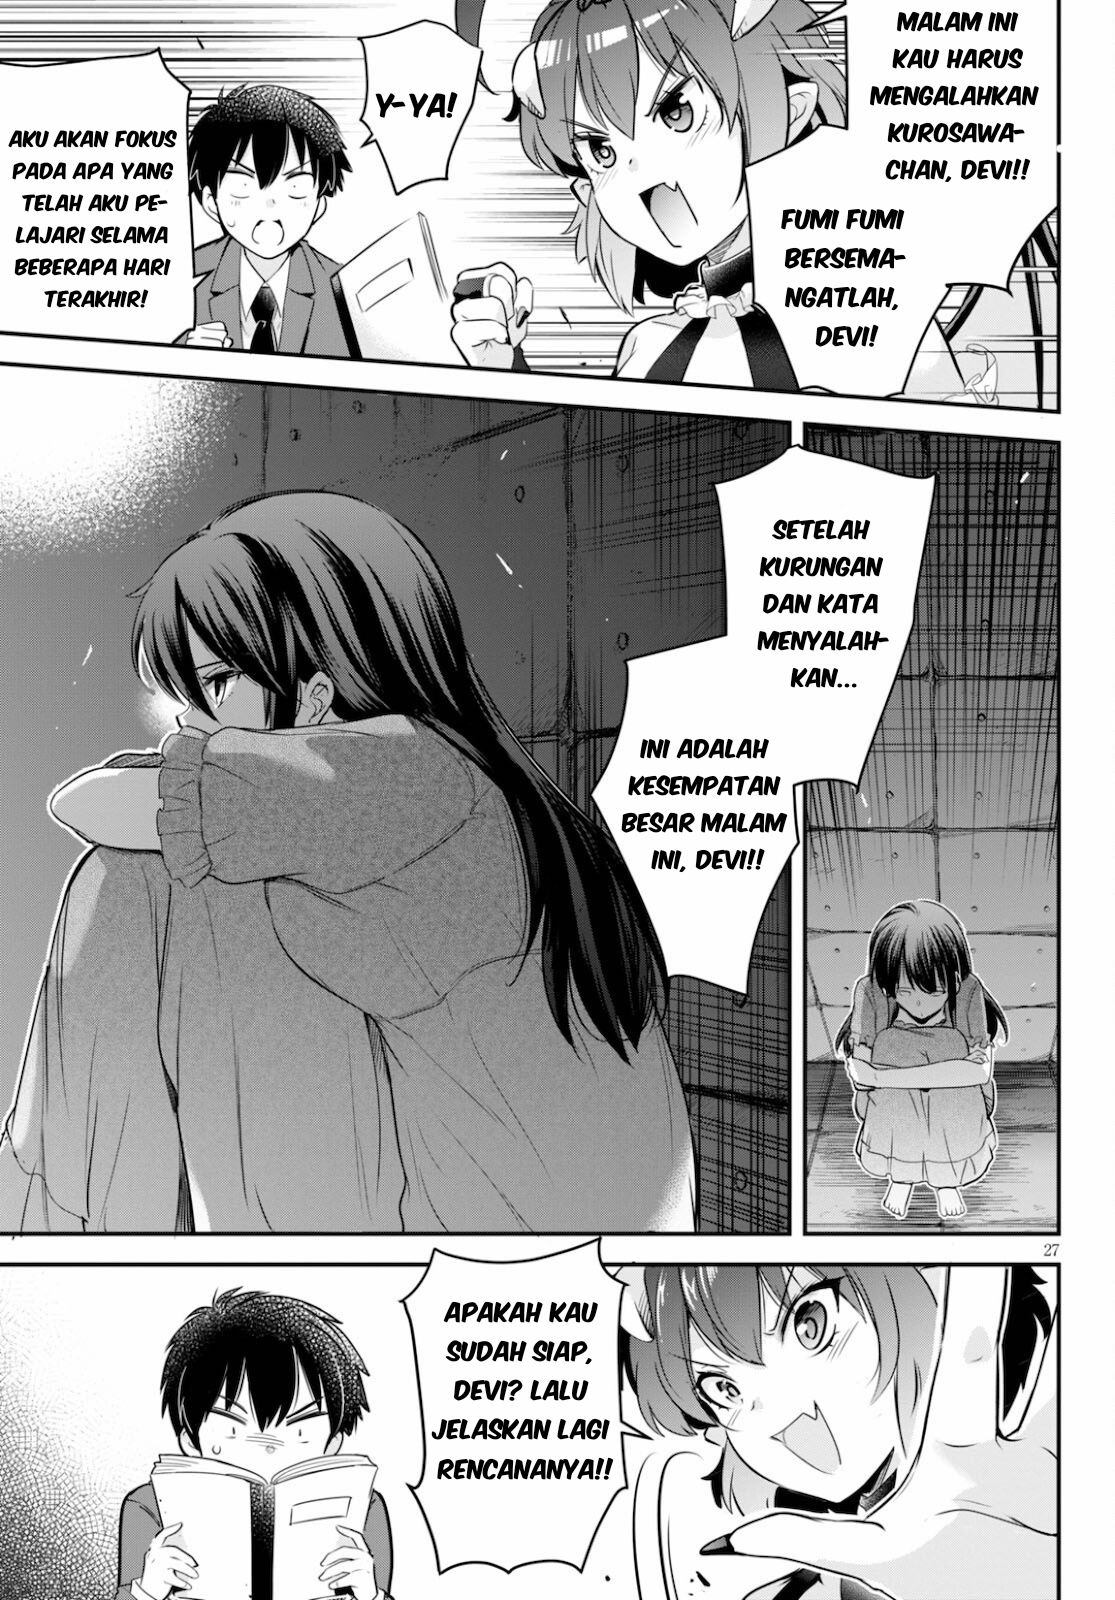 MALAM INI
KAU HARUS
MENGALAHKAN
KUROSAWA-
CHAN, DEVI!!
FUMI FUMI
BERSEMA-
NGATLAH,
DEVI!
Y-YA!
AKU AKAN FOKUS
PADA APA YANG
TELAH AKU PE-
LAJARI SELAMA
BEBERAPA HARI
TERAKHIR!
SETELAH
KURUNGAN
DAN KATA
MENYALAH-
KAN...
INI ADALAH
KESEMPATAN
BESAR MALAM
INI, DEVI!!
27
APAKAH KAU
SUDAH SIAP,
DEVI? LALU
JELASKAN LAGI
RENCANANYA!!